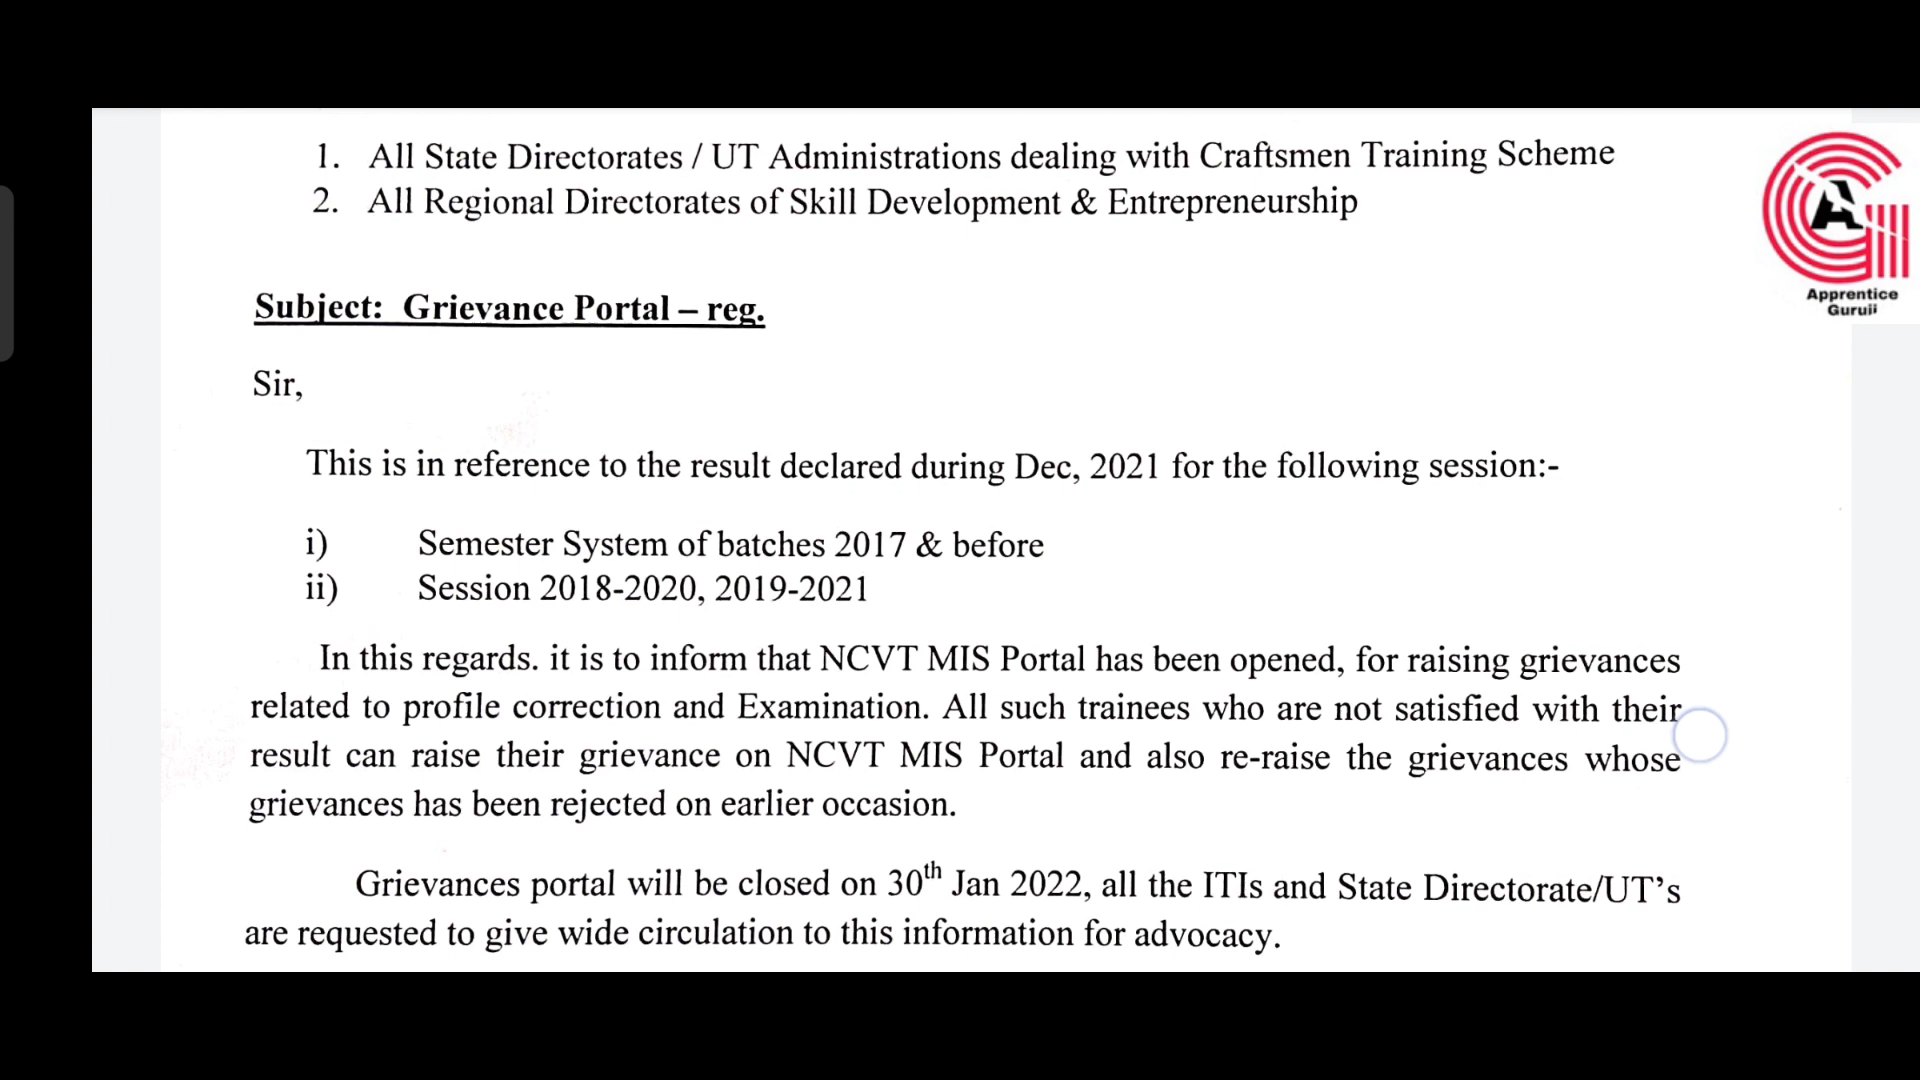 1. All State Directorates / UT Administrations dealing with Craftsmen Training Scheme
2. All Regional Directorates of Skill Development & Entrepreneurship
A
Apprentice
Guruji
Subject: Grievance Portal – reg.
Sir,
This is in reference to the result declared during Dec, 2021 for the following session:-
i) Semester System of batches 2017 & before
ii) Session 2018-2020, 2019-2021
In this regards. it is to inform that NCVT MIS Portal has been opened, for raising grievances
related to profile correction and Examination. All such trainees who are not satisfied with their
result can raise their grievance on NCVT MIS Portal and also re-raise the grievances whose
grievances has been rejected on earlier occasion.
Grievances portal will be closed on 30th Jan 2022, all the ITIs and State Directorate/UT's
are requested to give wide circulation to this information for advocacy.